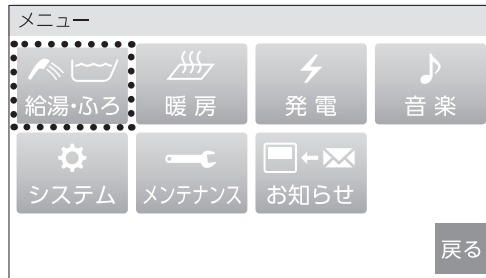 メニュー
給湯・ふろ
暖房
発電
音楽
システム
メンテナンス
お知らせ
戻る